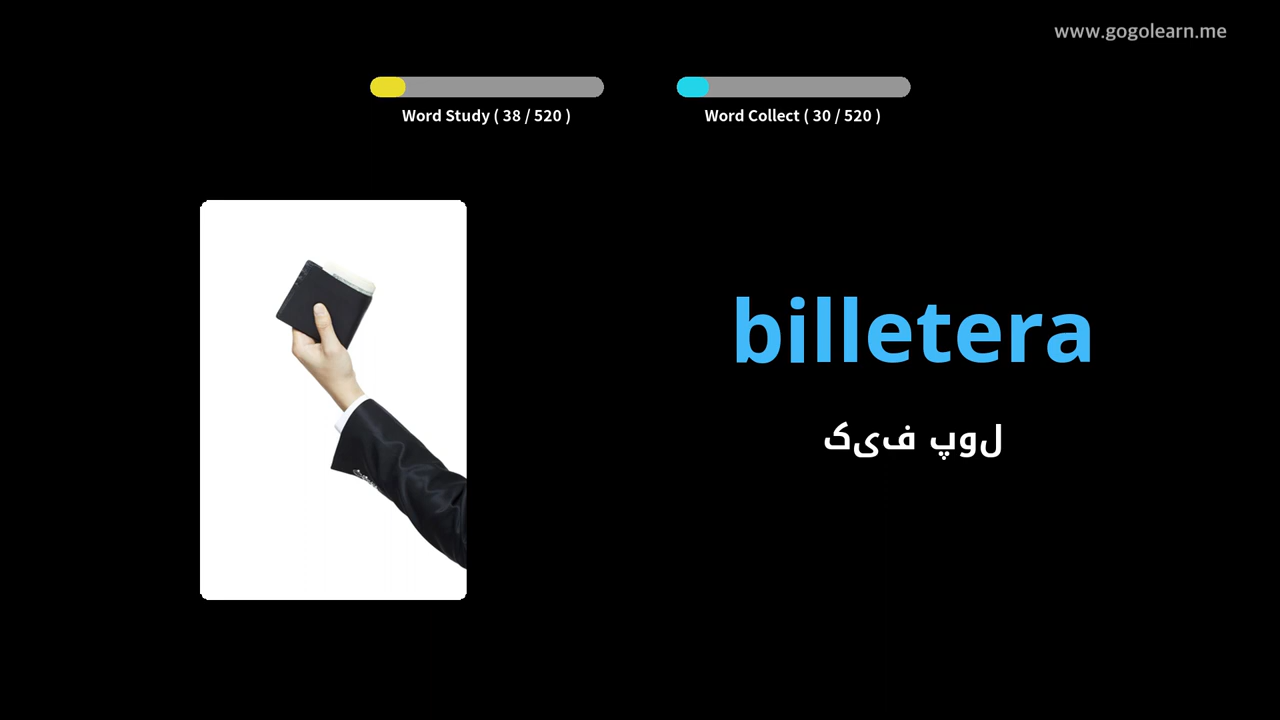 www.gogolearn.me
Word Study ( 38 / 520 )
Word Collect ( 30 / 520 )
billetera
کیف پول